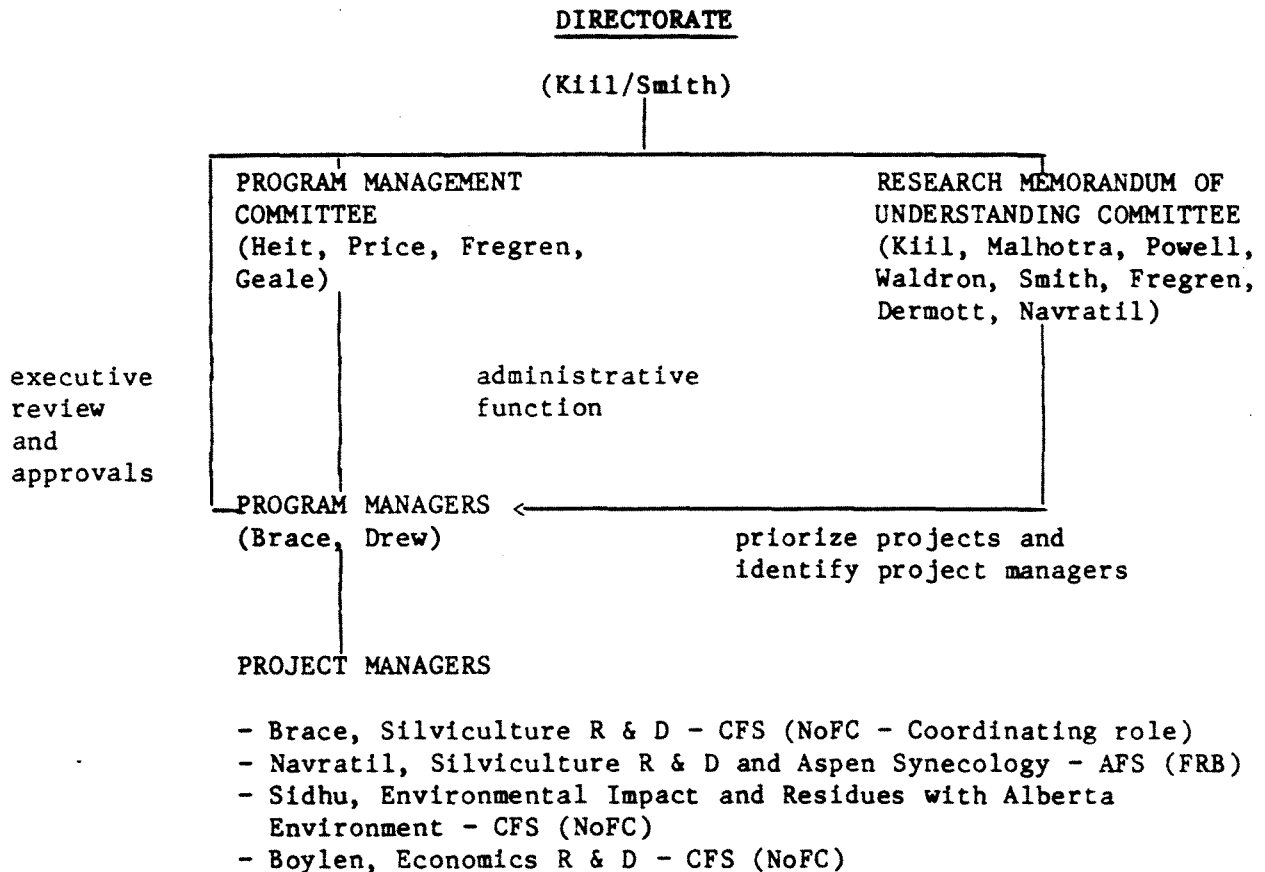 DIRECTORATE
(Kiil/Smith)
PROGRAM MANAGEMENT
COMMITTEE
(Heit, Price, Fregren,
Geale)
RESEARCH MEMORANDUM OF
UNDERSTANDING COMMITTEE
(Kiil, Malhotra, Powell,
Waldron, Smith, Fregren,
Dermott, Navratil)
executive
review
and
approvals
administrative
function
PROGRAM MANAGERS
(Brace, Drew)
priorize projects and
identify project managers
PROJECT MANAGERS
- Brace, Silviculture R & D - CFS (NoFC - Coordinating role)
- Navratil, Silviculture R & D and Aspen Synecology - AFS (FRB)
- Sidhu, Environmental Impact and Residues with Alberta
Environment - CFS (NoFC)
- Boylen, Economics R & D - CFS (NoFC)